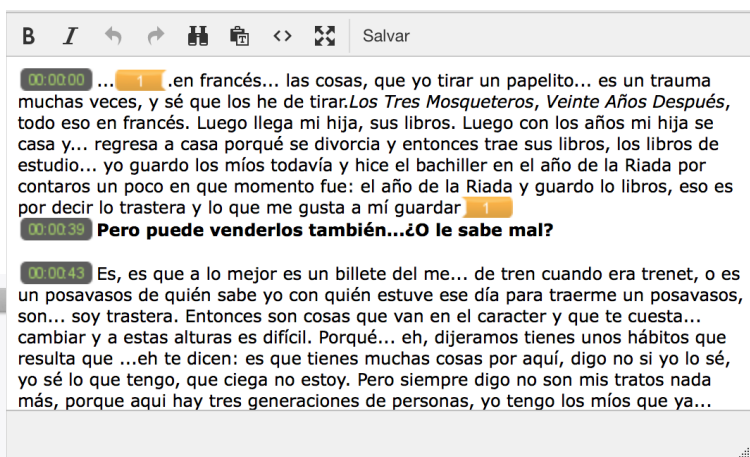 B I Salvar
00:00:00 ... 1 .en francés... las cosas, que yo tirar un papelito... es un trauma
muchas veces, y sé que los he de tirar.Los Tres Mosqueteros, Veinte Años Después,
todo eso en francés. Luego llega mi hija, sus libros. Luego con los años mi hija se
casa y... regresa a casa porqué se divorcia y entonces trae sus libros, los libros de
estudio... yo guardo los míos todavía y hice el bachiller en el año de la Riada por
contaros un poco en que momento fue: el año de la Riada y guardo lo libros, eso es
por decir lo trastera y lo que me gusta a mí guardar 1
00:00:39 Pero puede venderlos también...¿O le sabe mal?
00:00:43 Es, es que a lo mejor es un billete del me... de tren cuando era trenet, o es
un posavasos de quién sabe yo con quién estuve ese día para traerme un posavasos,
son... soy trastera. Entonces son cosas que van en el caracter y que te cuesta...
cambiar y a estas alturas es difícil. Porqué... eh, dijeramos tienes unos hábitos que
resulta que ...eh te dicen: es que tienes muchas cosas por aquí, digo no si yo lo sé,
yo sé lo que tengo, que ciega no estoy. Pero siempre digo no son mis tratos nada
más, porque aqui hay tres generaciones de personas, yo tengo los míos que ya...